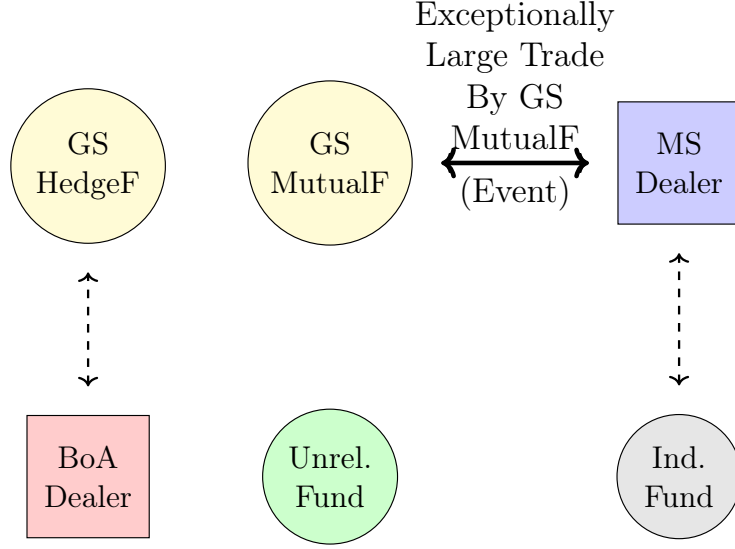 GS
HedgeF
GS
MutualF
Exceptionally
Large Trade
By GS
MutualF
(Event)
MS
Dealer
BoA
Dealer
Unrel.
Fund
Ind.
Fund